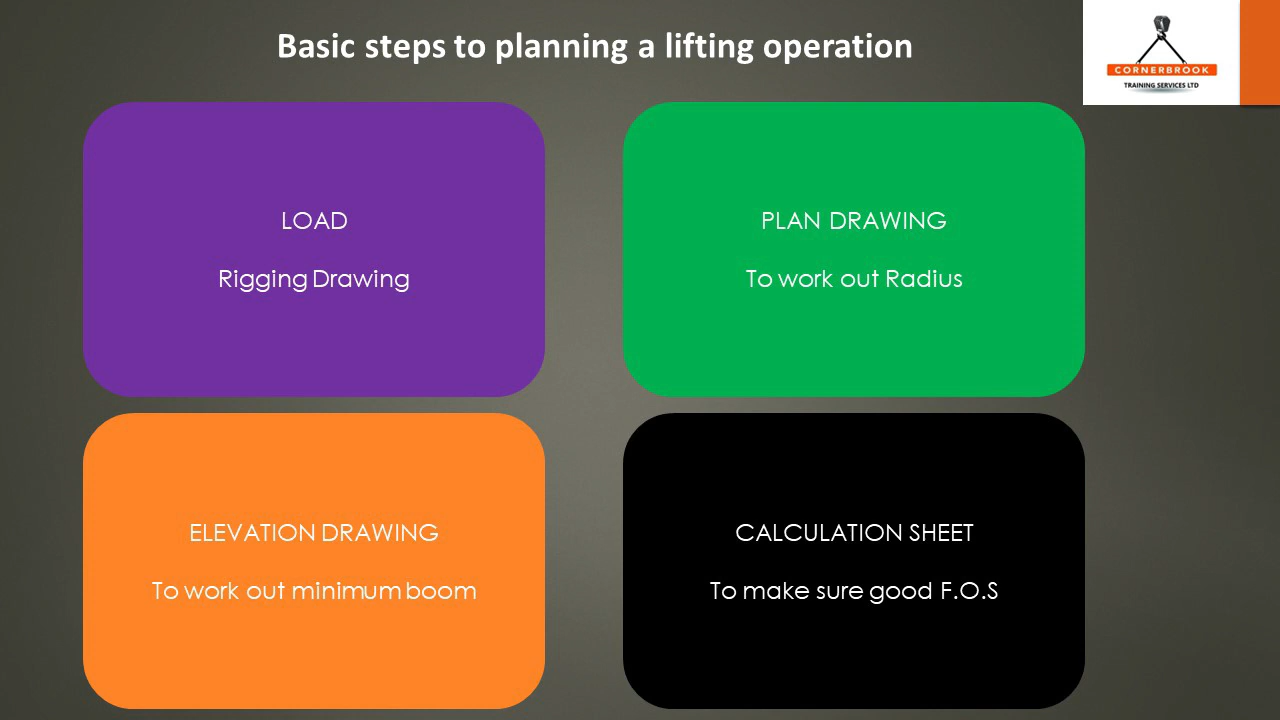 Basic steps to planning a lifting operation
CORNERBROOK
TRAINING SERVICES LTD
LOAD
Rigging Drawing
PLAN DRAWING
To work out Radius
ELEVATION DRAWING
To work out minimum boom
CALCULATION SHEET
To make sure good F.O.S